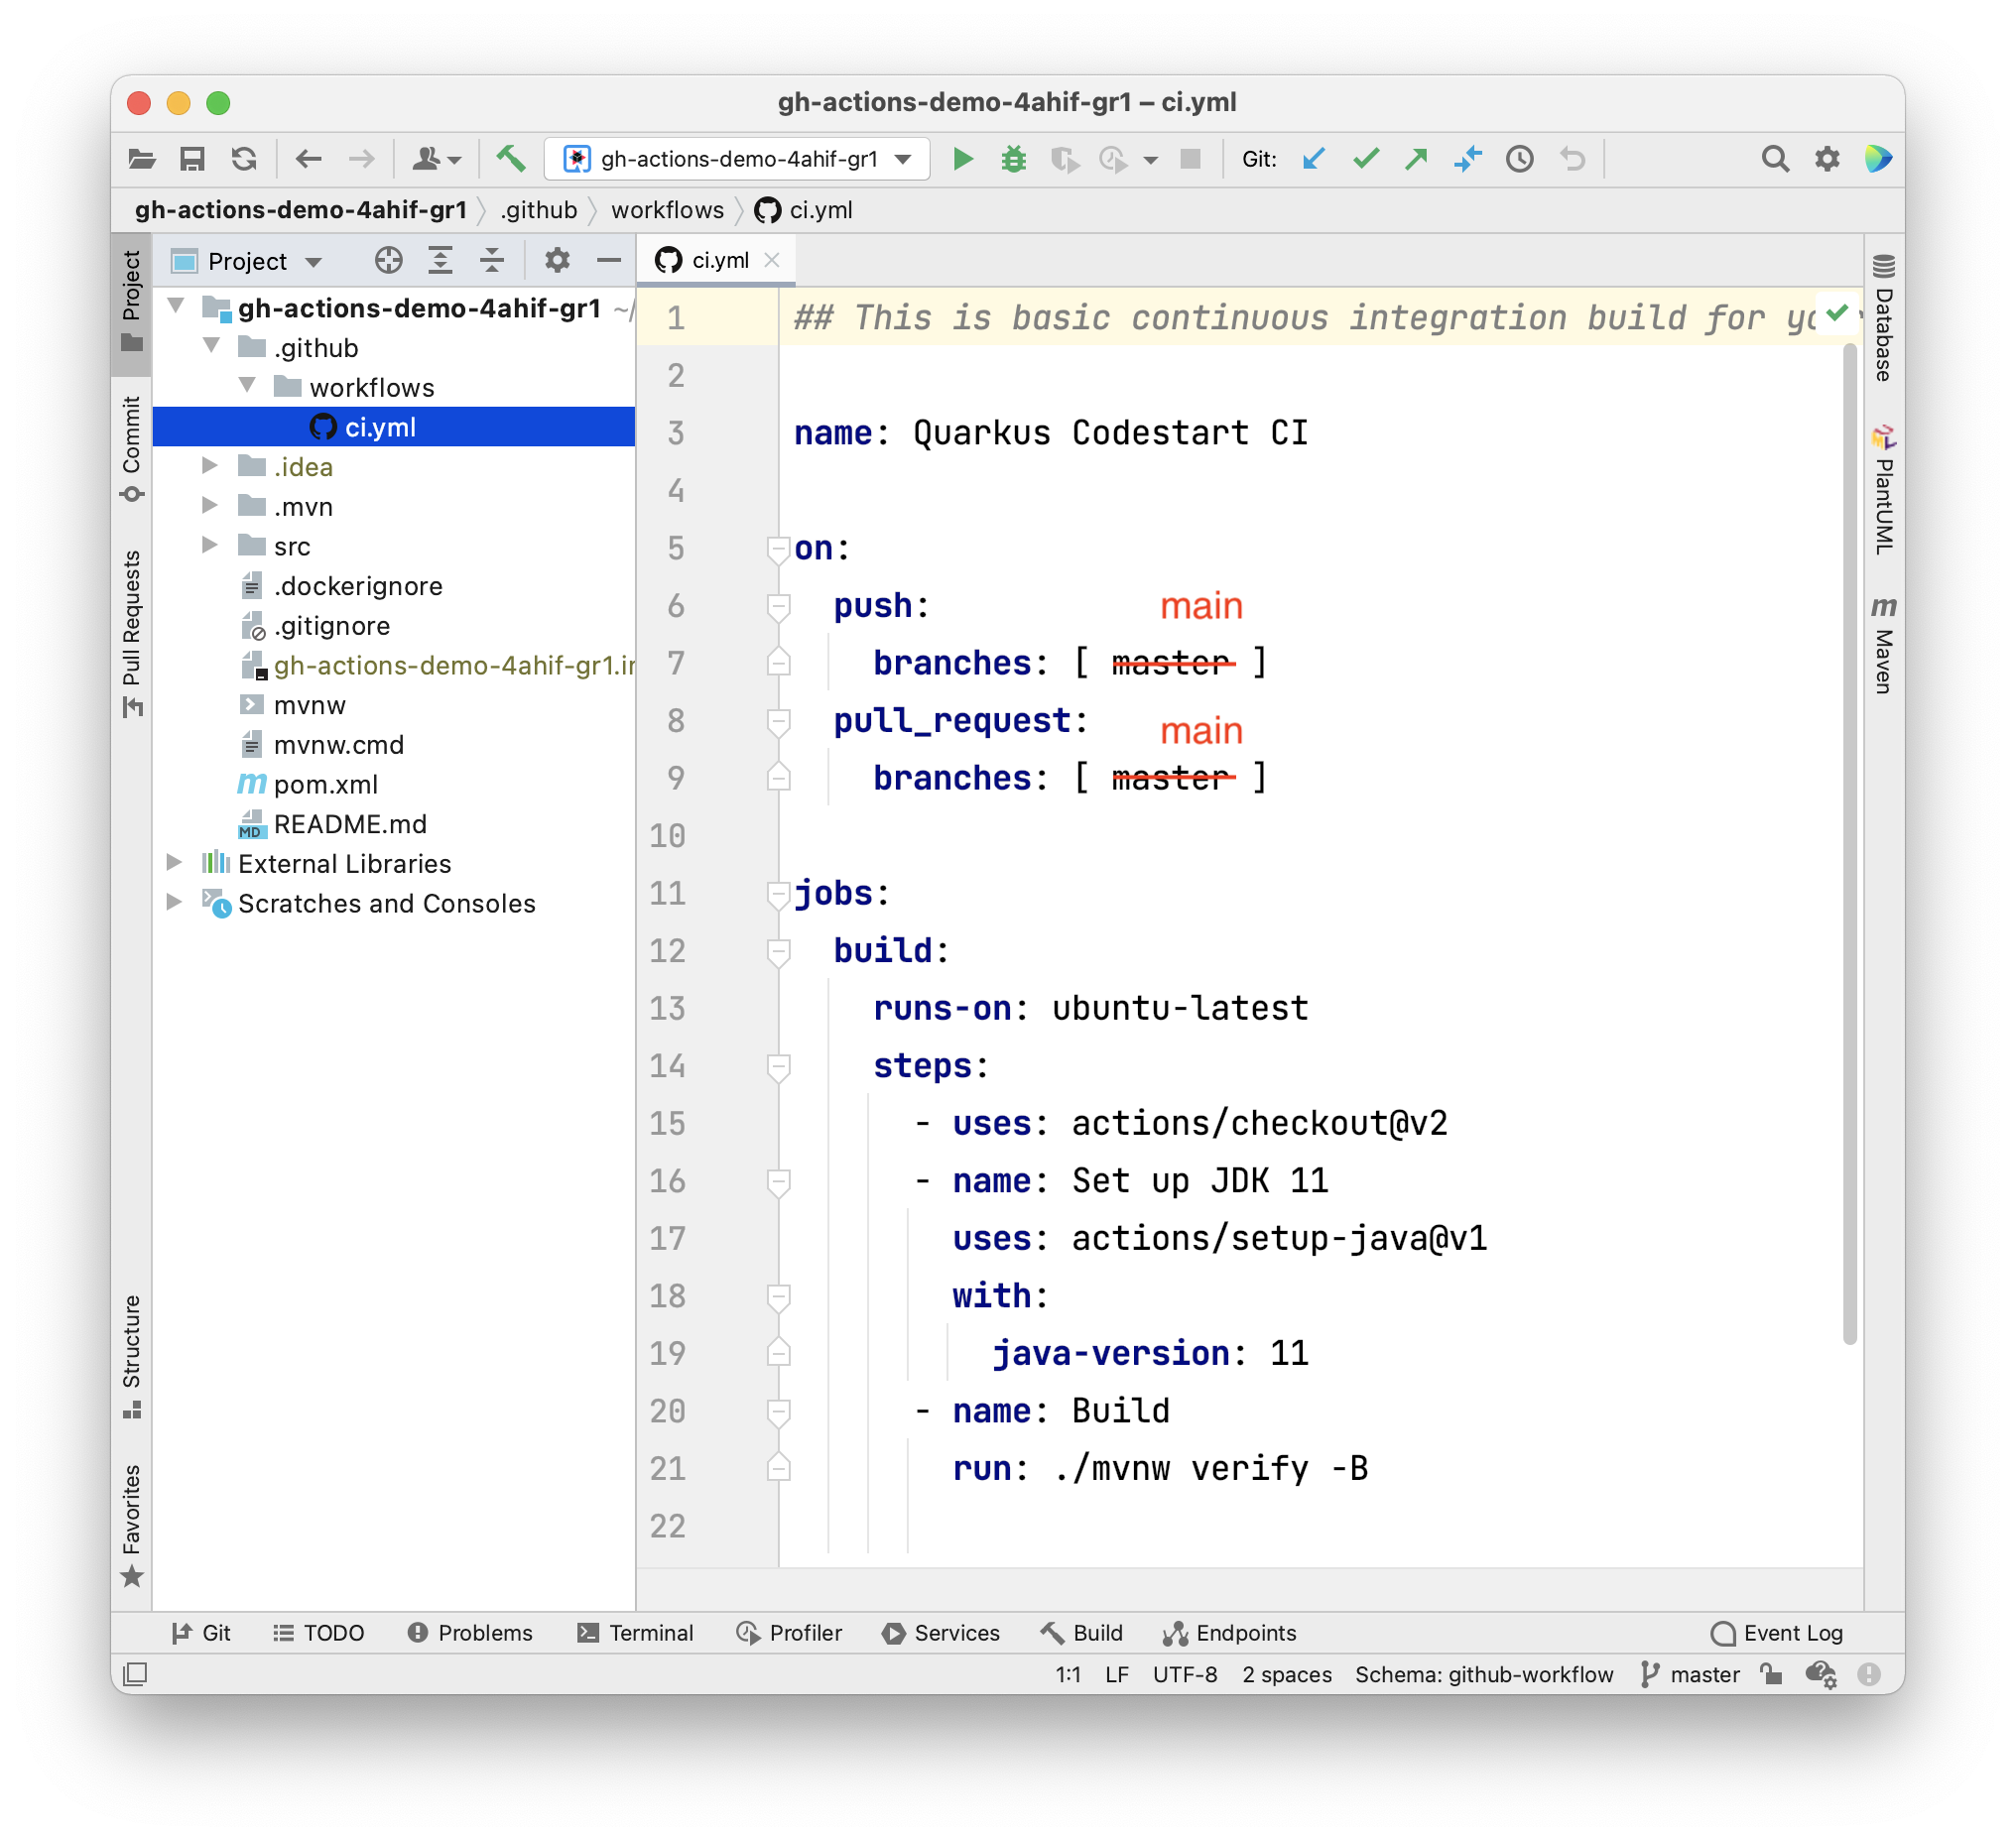 gh-actions-demo-4ahif-gr1 – ci.yml
gh-actions-demo-4ahif-gr1
Git:
gh-actions-demo-4ahif-gr1 .github workflows ci.yml
Project
Commit
Pull Requests
Structure
Favorites
Project
gh-actions-demo-4ahif-gr1 ~/
.github
workflows
ci.yml
.idea
.mvn
src
.dockerignore
.gitignore
gh-actions-demo-4ahif-gr1.i
mvnw
mvnw.cmd
m pom.xml
MD README.md
External Libraries
Scratches and Consoles
ci.yml
1 ## This is basic continuous integration build for
2
3 name: Quarkus Codestart CI
4
5 on:
6 push:
main
7 branches: [ master ]
8 pull_request:
main
9 branches: [ master ]
10
11 jobs:
12 build:
13 runs-on: ubuntu-latest
14 steps:
15 - uses: actions/checkout@v2
16 - name: Set up JDK 11
17 uses: actions/setup-java@v1
18 with:
19 java-version: 11
20 - name: Build
21 run: ./mvnw verify -B
22
Database
PlantUML
m Maven
Git TODO Problems Terminal Profiler Services Build Endpoints Event Log
1:1 LF UTF-8 2 spaces Schema: github-workflow master